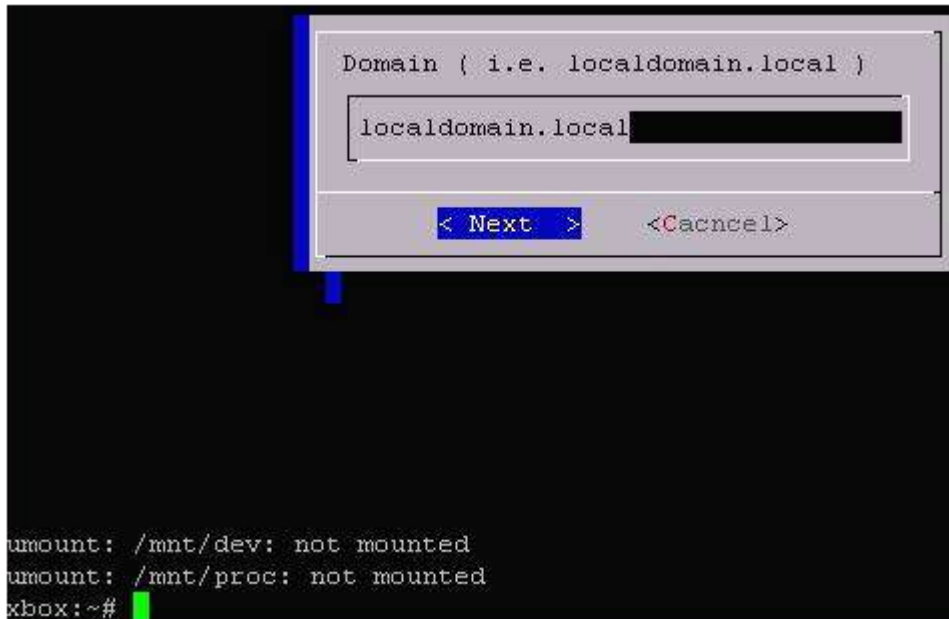 Domain ( i.e. localdomain.local )
localdomain.local
< Next > <Cacncel>
umount: /mnt/dev: not mounted
umount: /mnt/proc: not mounted
xbox:~#